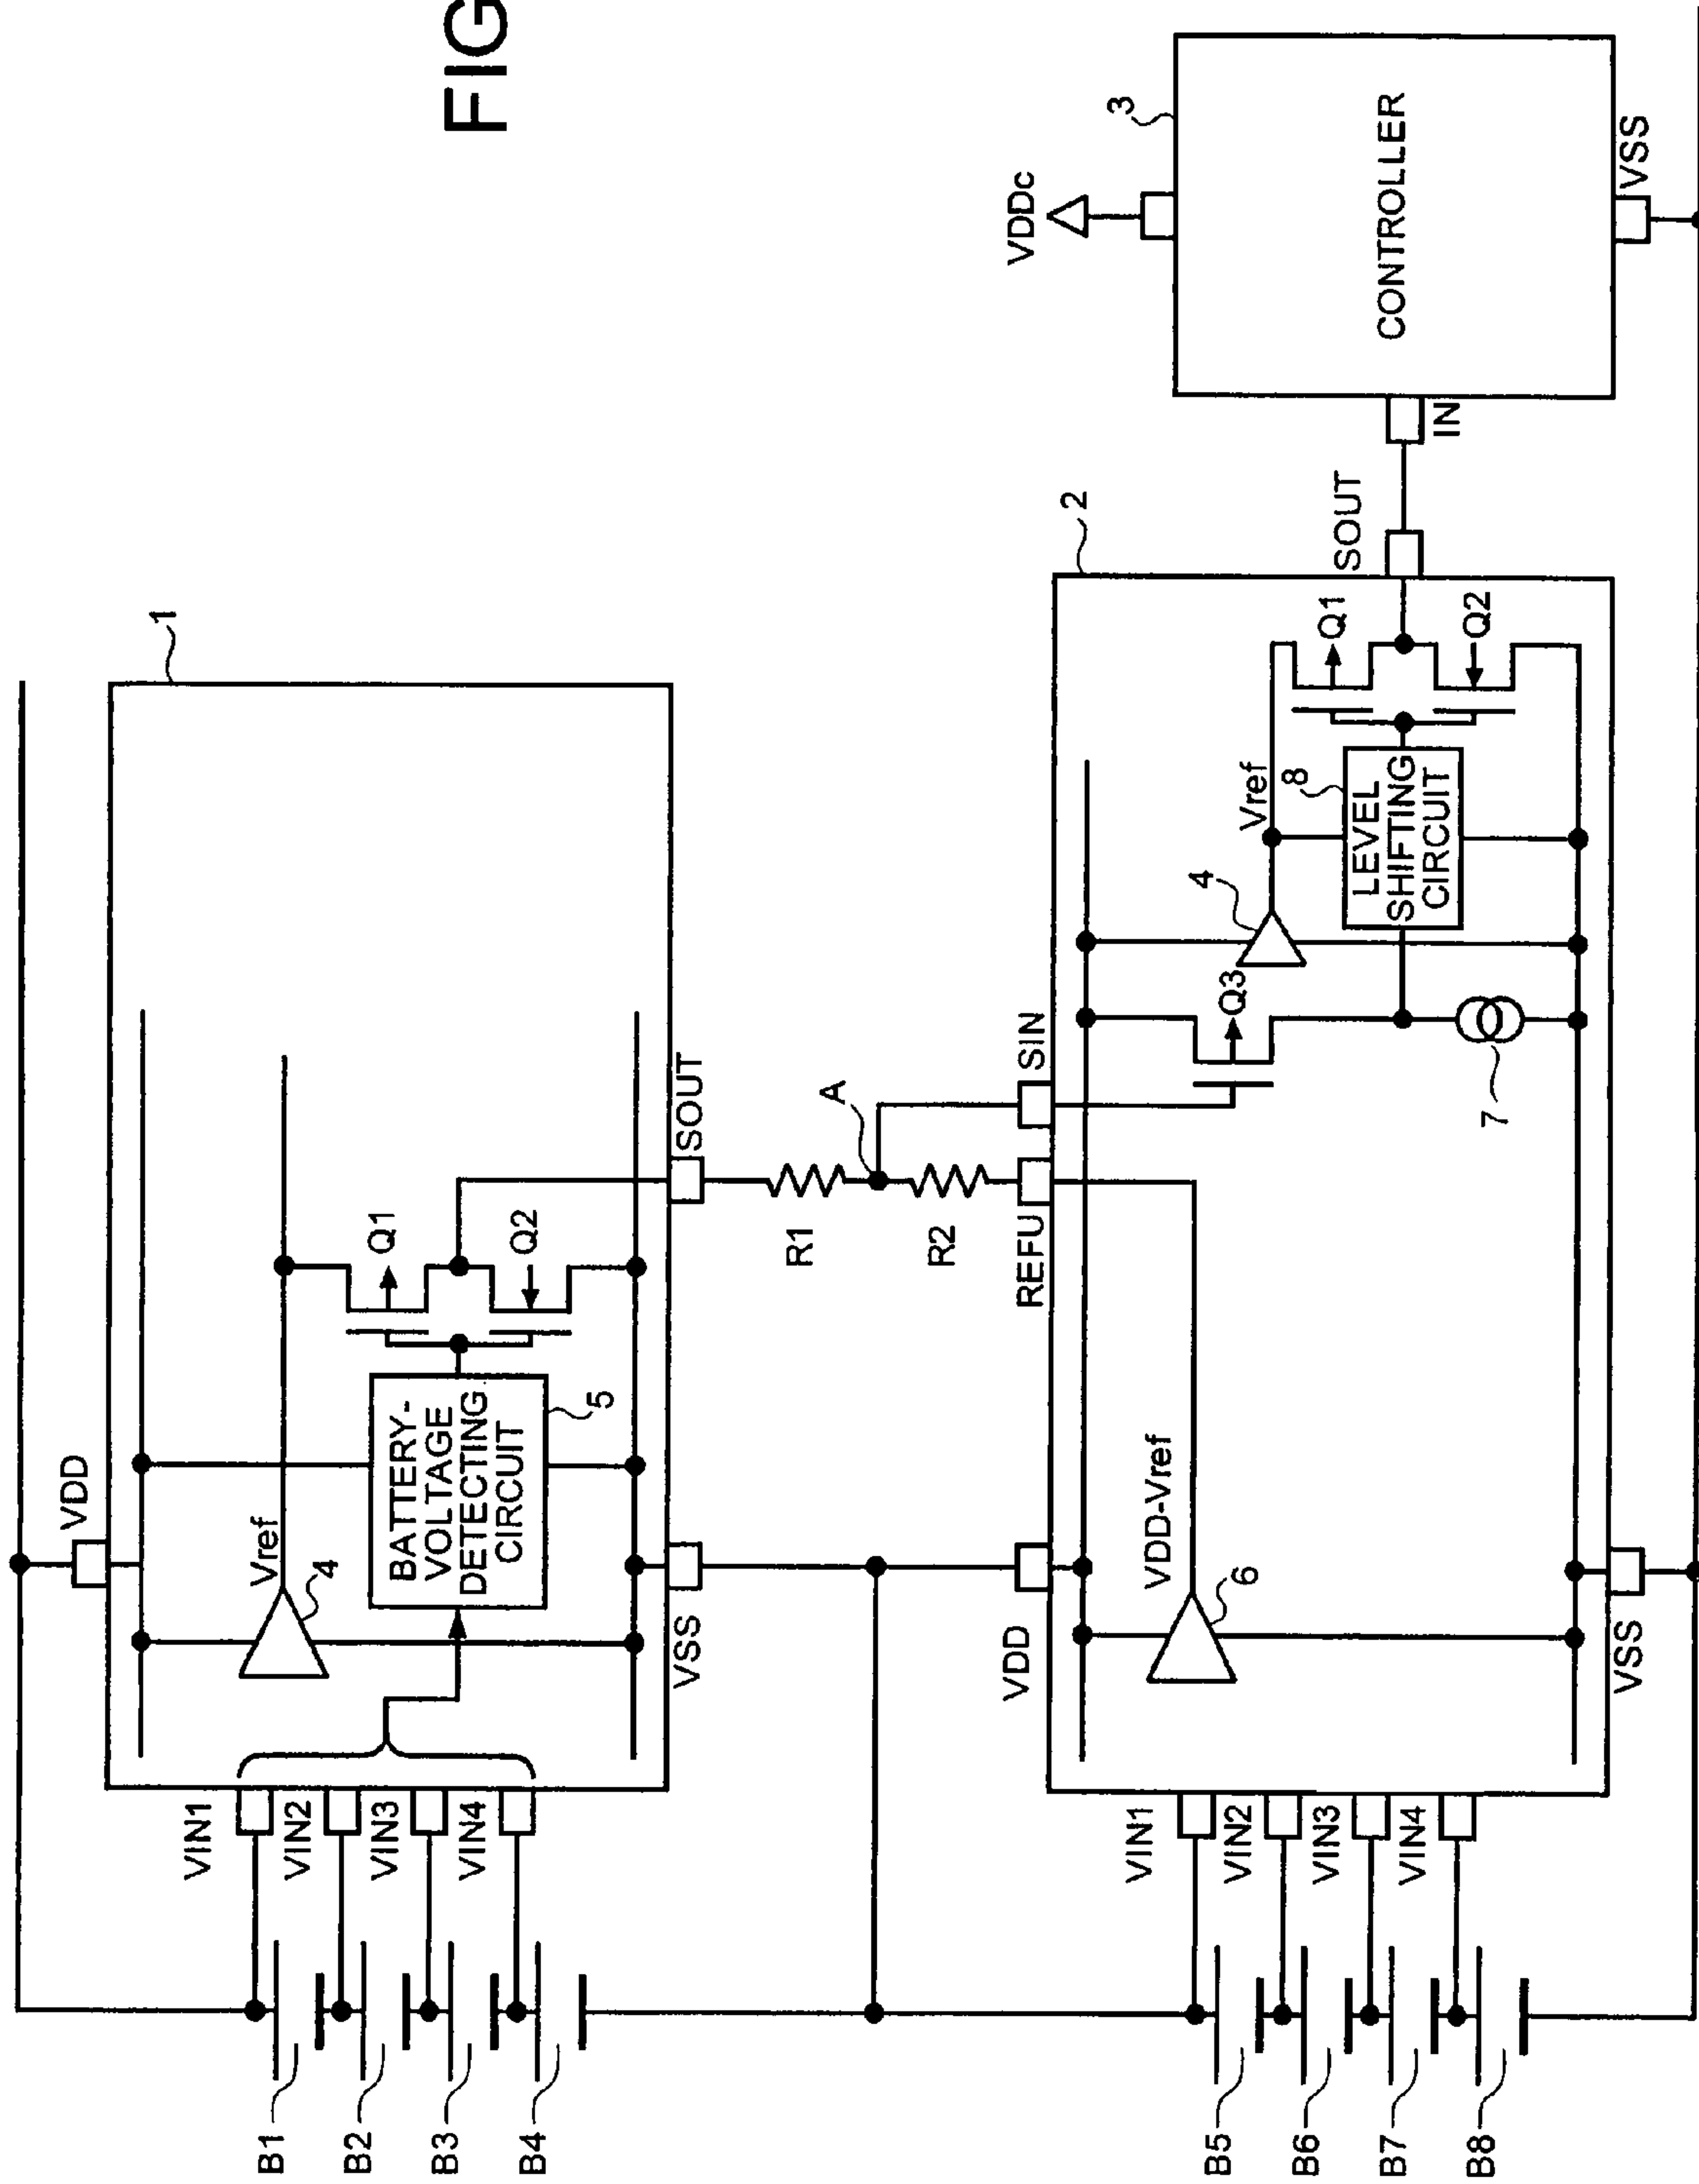 FIG
1
VDD
VIN1
VIN2
VIN3
VIN4
Vref
4
BATTERY-
VOLTAGE
DETECTING
CIRCUIT
5
Q1
Q2
VSS
SOUT
B1
B2
B3
B4
R1
A
R2
VDD
REFU
SIN
2
VIN1
VIN2
VIN3
VIN4
VDD-Vref
6
Q3
7
4
Vref
8
LEVEL
SHIFTING
CIRCUIT
Q1
Q2
SOUT
VSS
B5
B6
B7
B8
VDDc
3
CONTROLLER
IN
VSS